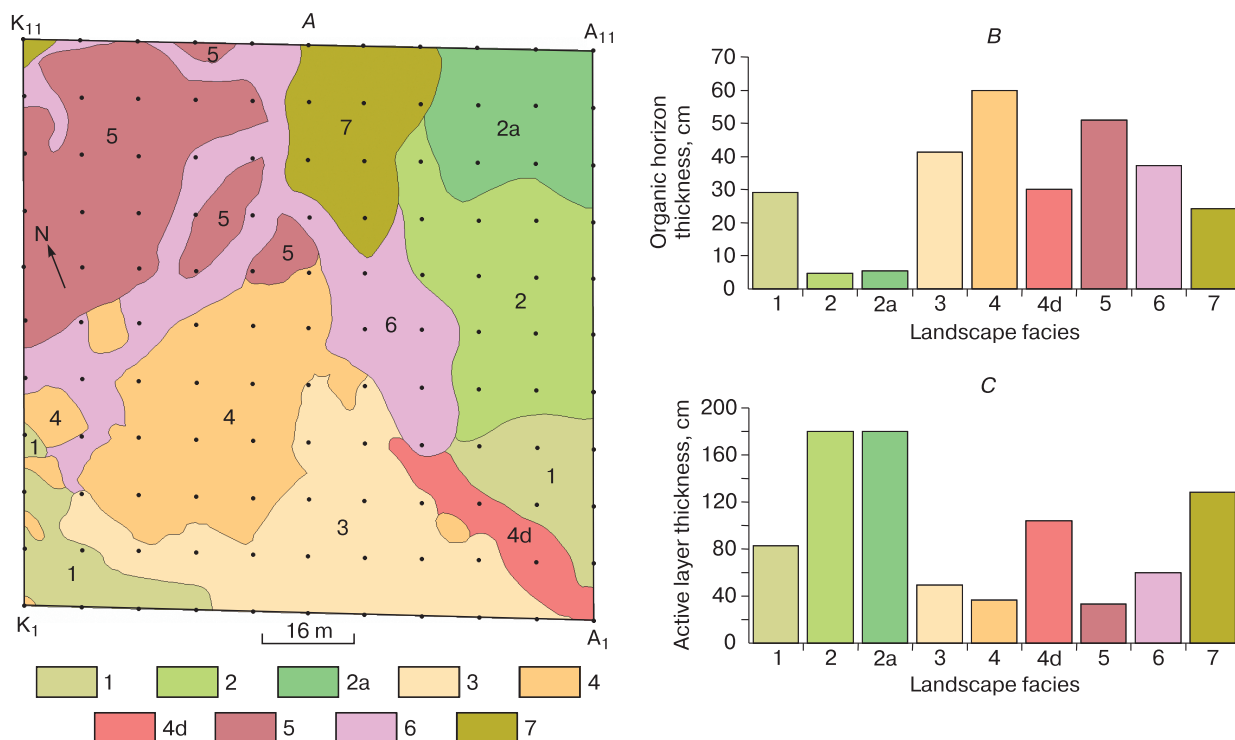 K11 A A11
5
5
7
2a
5
N
5
2
6
4
4
1
1
3
4d
1
K1 16 m A1
1 2 2a 3 4
4d 5 6 7
B
Organic horizon
thickness, cm
70
60
50
40
30
20
10
0
1 2 2a 3 4 4d 5 6 7
Landscape facies
C
Active layer thickness, cm
200
160
120
80
40
0
1 2 2a 3 4 4d 5 6 7
Landscape facies